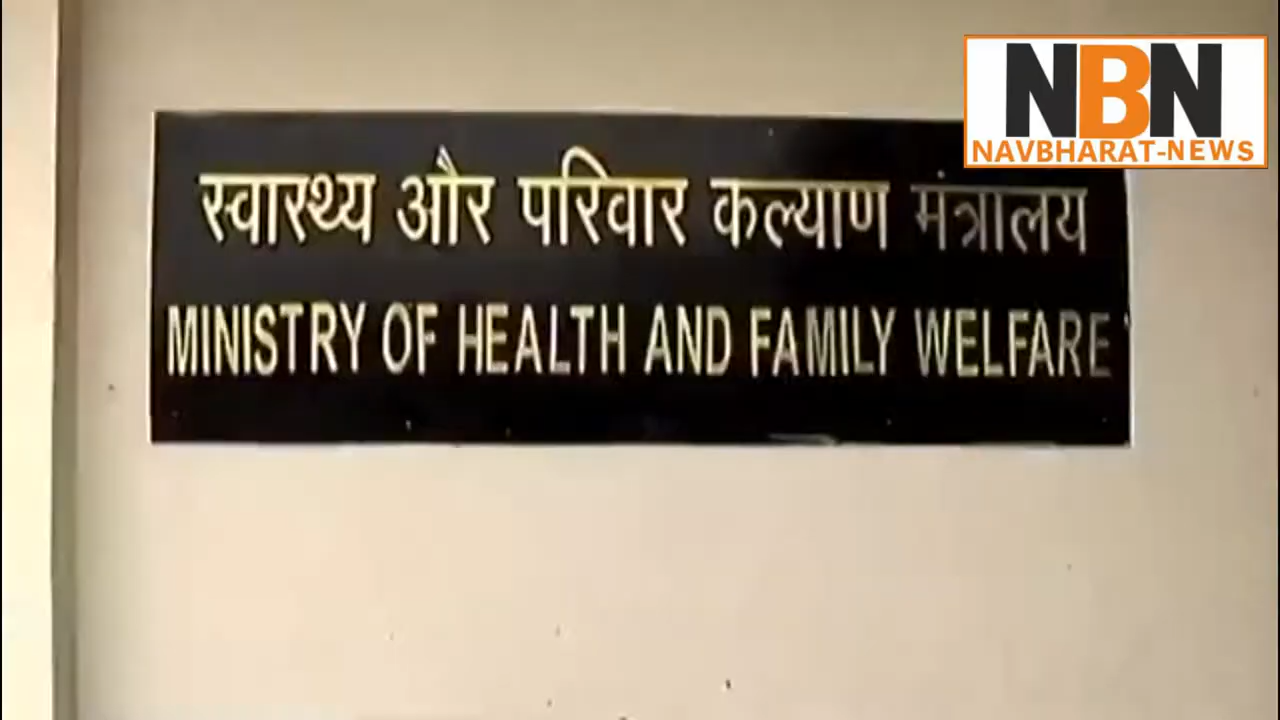 NBN
NAVBHARAT-NEWS
स्वास्थ्य और परिवार कल्याण मंत्रालय
MINISTRY OF HEALTH AND FAMILY WELFARE